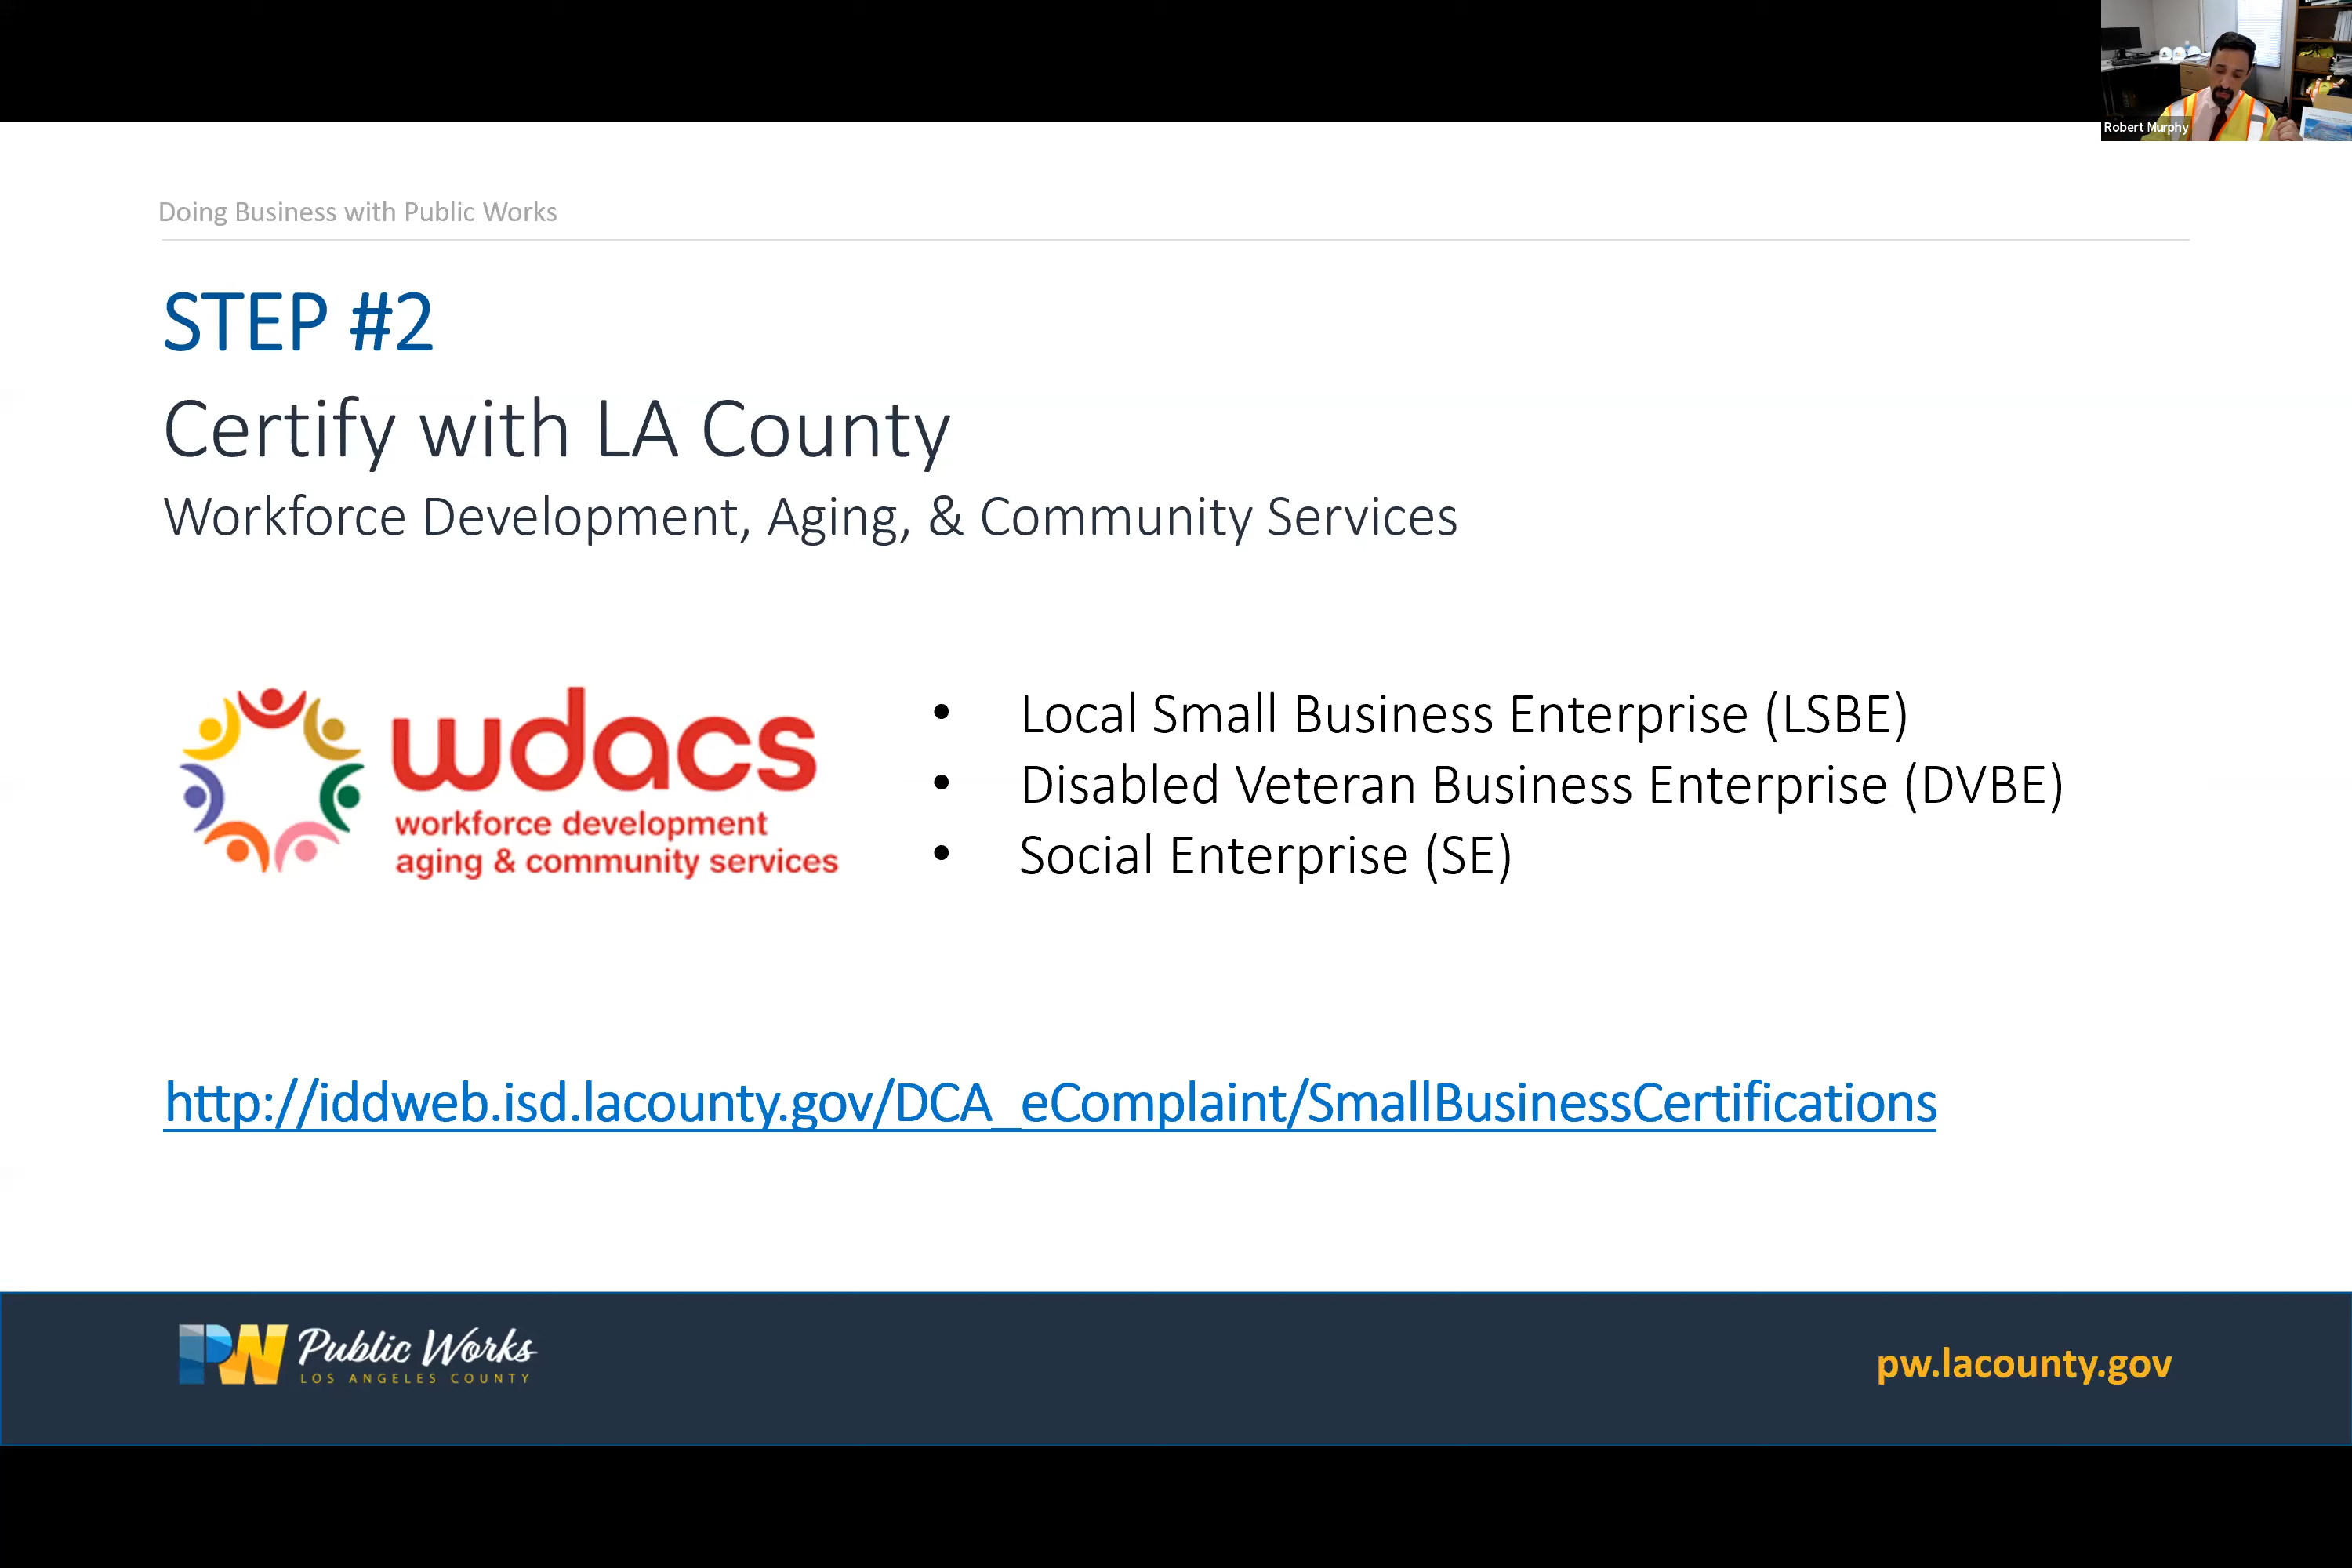 Robert Murphy
Doing Business with Public Works
STEP #2
Certify with LA County
Workforce Development, Aging, & Community Services
wdacs
workforce development
aging & community services
• Local Small Business Enterprise (LSBE)
• Disabled Veteran Business Enterprise (DVBE)
• Social Enterprise (SE)
http://iddweb.isd.lacounty.gov/DCA_eComplaint/SmallBusinessCertifications
PW Public Works
LOS ANGELES COUNTY
pw.lacounty.gov